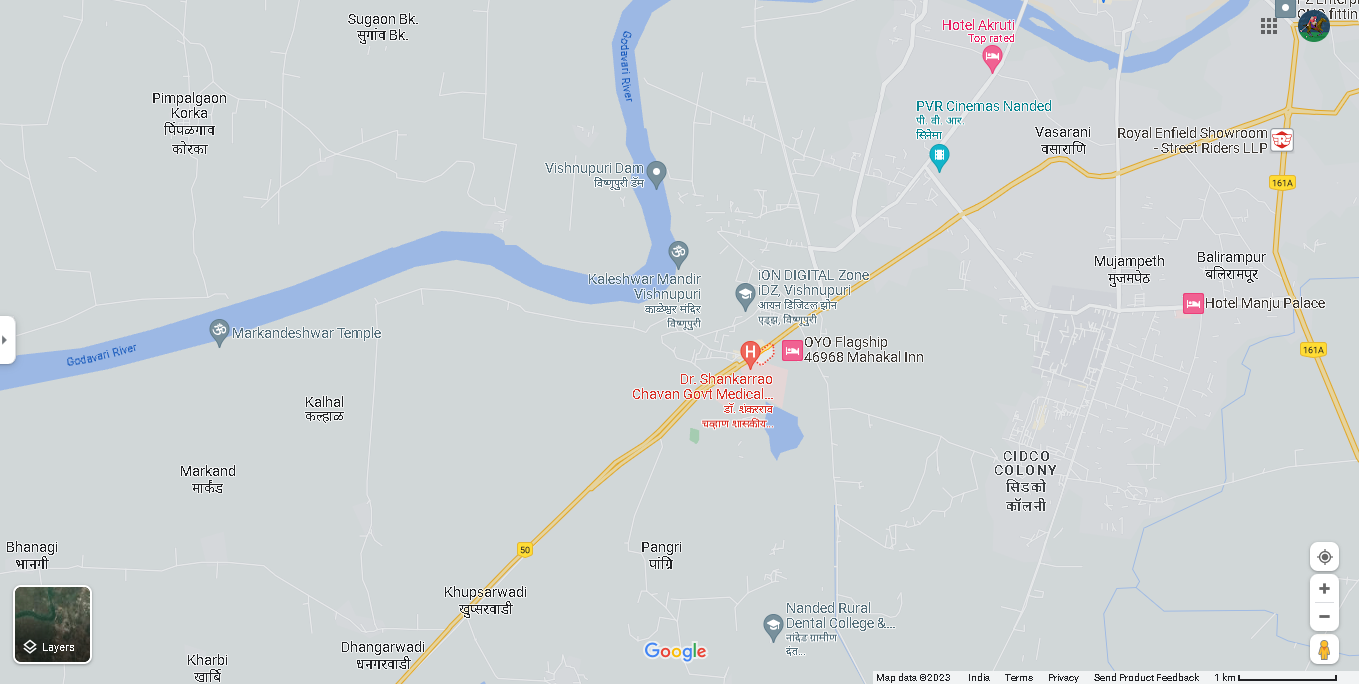 Sugaon Bk.
सुगांव Bk.
Godavari River
Hotel Akruti
Top rated
Pimpalgaon
Korka
पिंपळगाव
कोरका
PVR Cinemas Nanded
पी. वी. आर.
सिनेमा
Vasarani
वसाराणि
Royal Enfield Showroom
- Street Riders LLP
Vishnupuri Dam
विष्णूपुरी डॅम
161A
Mujampeth
मुजमपेठ
Balirampur
बलिरामपूर
Kaleshwar Mandir
Vishnupuri
काळेश्वर मंदिर
विष्णूपुरी
iON DIGITAL Zone
iDZ, Vishnupuri
आयन डिजिटल झोन
एड्झ, विष्णूपुरी
Hotel Manju Palace
Markandeshwar Temple
Godavari River
H
OYO Flagship
46968 Mahakal Inn
161A
Dr. Shankarrao
Chavan Govt Medical...
डॉ. शंकरराव
चव्हाण शासकीय...
Kalhal
कल्हाळ
Markand
मार्कंड
CIDCO
COLONY
सिडको
कॉलनी
Bhanagi
भानगी
50
Pangri
पांग्रि
Khupsarwadi
खुप्सरवाडी
Nanded Rural
Dental College &...
नांदेड ग्रामीण
दंत...
Layers
Dhangarwadi
धनगरवाडी
Kharbi
खार्बि
Google
Map data ©2023 India Terms Privacy Send Product Feedback 1 km